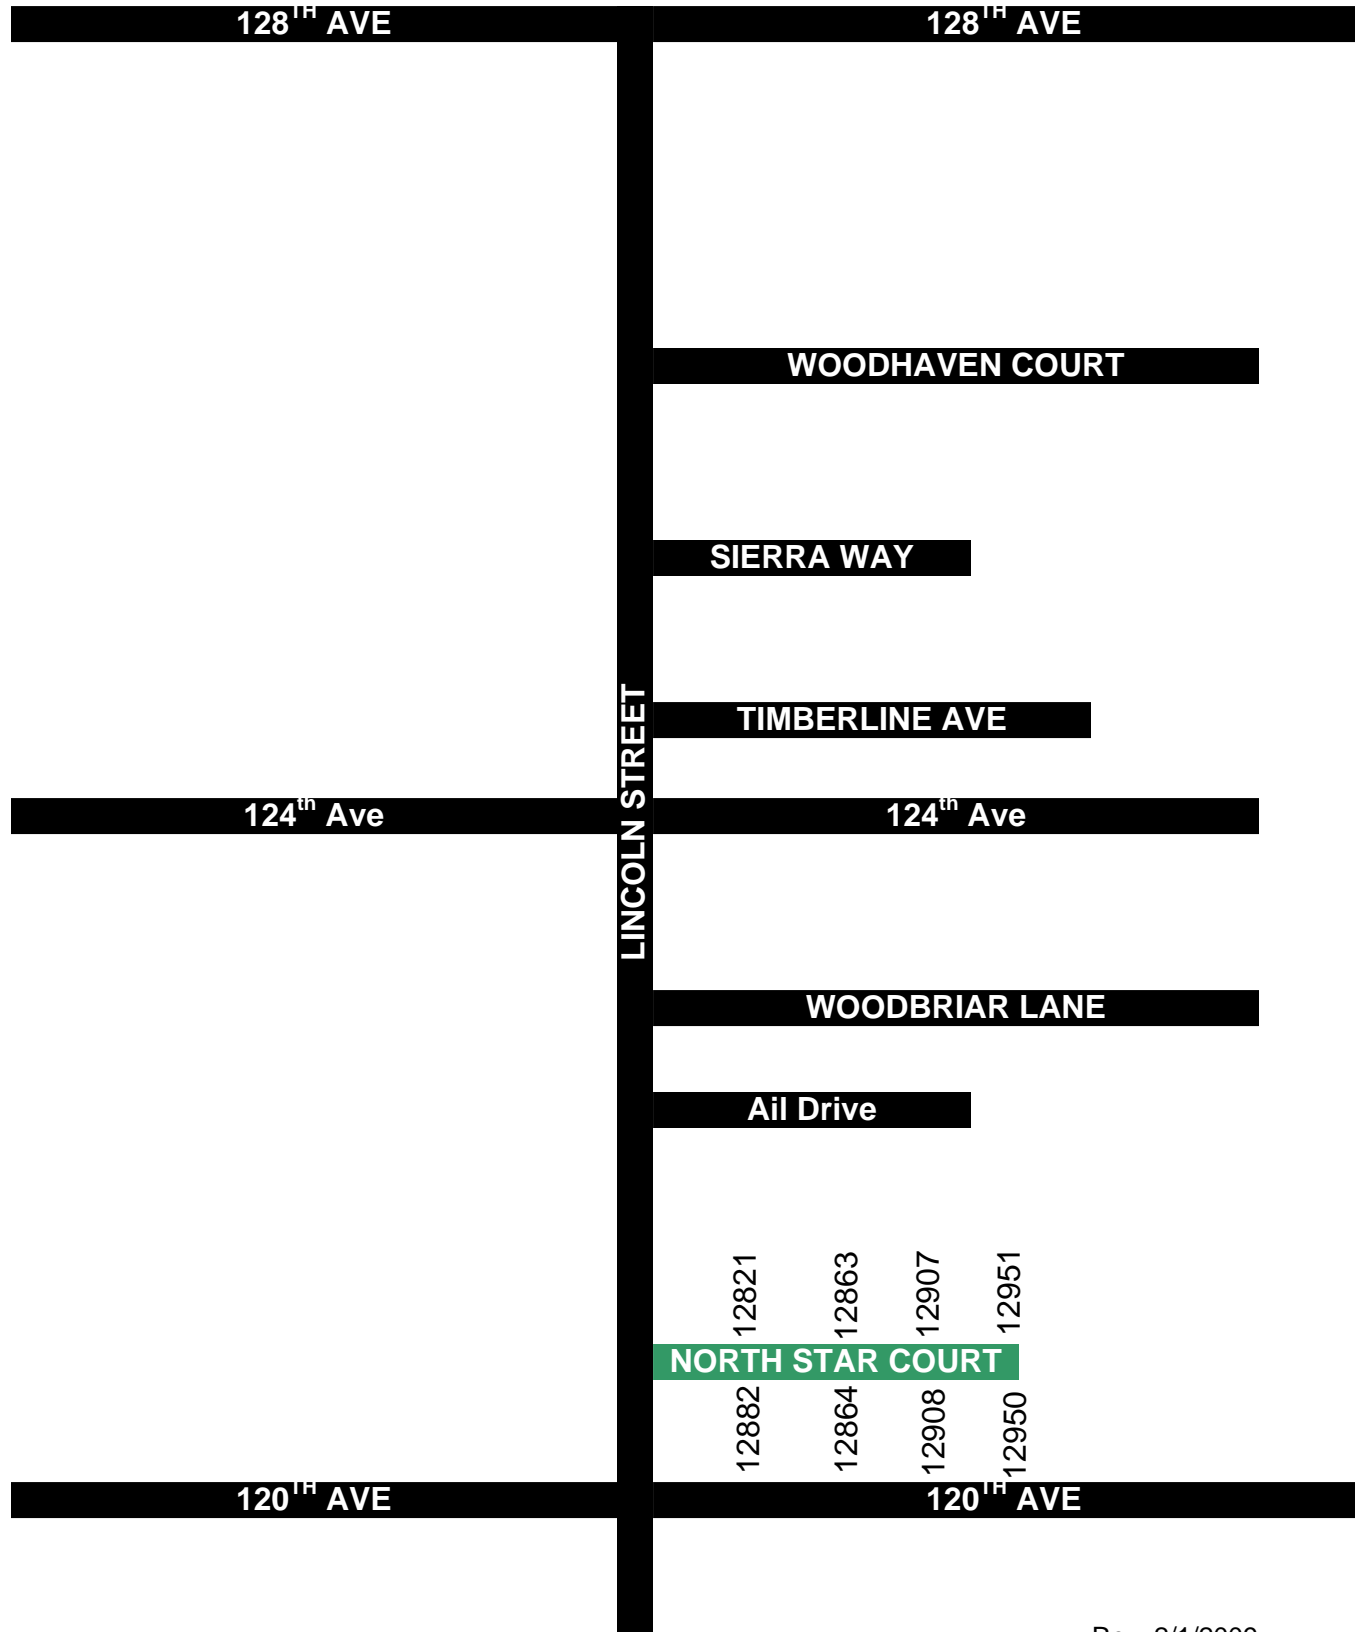 128TH AVE
128TH AVE
WOODHAVEN COURT
SIERRA WAY
TIMBERLINE AVE
LINCOLN STREET
124th Ave
124th Ave
WOODBRIAR LANE
Ail Drive
12821
12863
12907
12951
NORTH STAR COURT
12882
12864
12908
12950
120TH AVE
120TH AVE